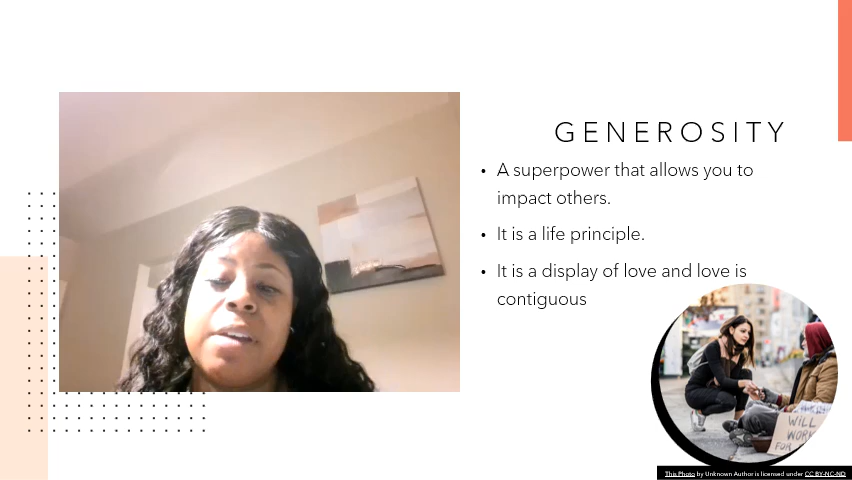 GENEROSITY
• A superpower that allows you to
impact others.
• It is a life principle.
• It is a display of love and love is
contiguous
WILL
WORK
FOR
This Photo by Unknown Author is licensed under CC BY-NC-ND